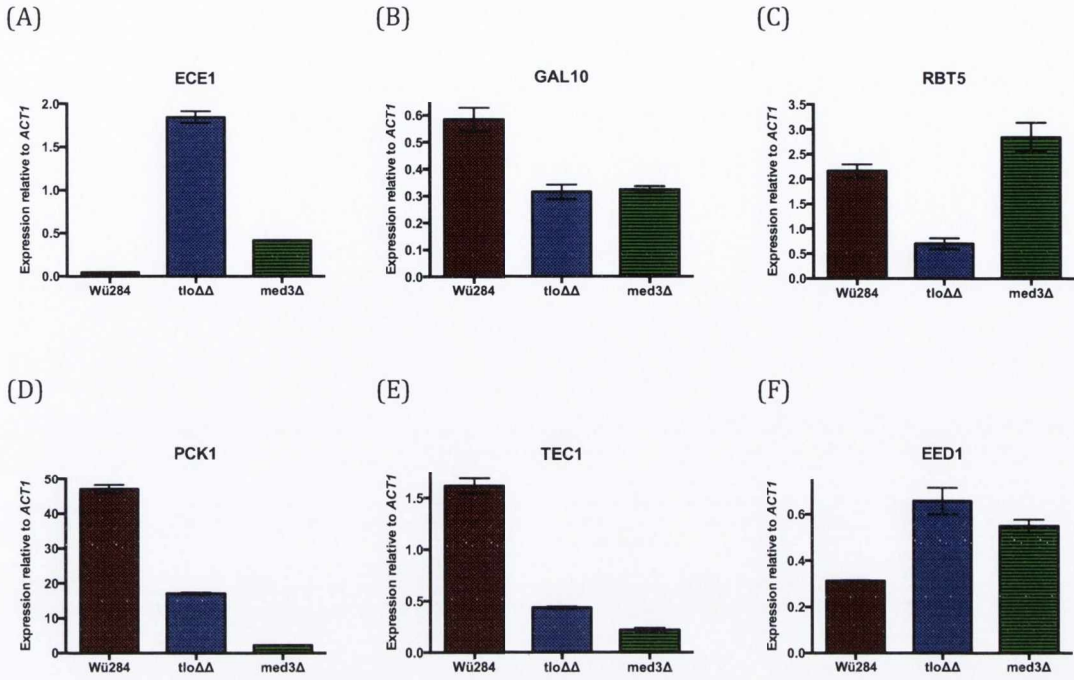 (A)
ECE1
Expression relative to ACT1
2.0
1.5
1.0
0.5
0.0
Wü284 tloΔΔ med3Δ
(B)
GAL10
Expression relative to ACT1
0.6
0.5
0.4
0.3
0.2
0.1
0.0
Wü284 tloΔΔ med3Δ
(C)
RBT5
Expression relative to ACT1
3.5
3.0
2.5
2.0
1.5
1.0
0.5
0.0
Wü284 tloΔΔ med3Δ
(D)
PCK1
Expression relative to ACT1
50
40
30
20
10
0
Wü284 tloΔΔ med3Δ
(E)
TEC1
Expression relative to ACT1
1.5
1.0
0.5
0.0
Wü284 tloΔΔ med3Δ
(F)
EED1
Expression relative to ACT1
0.6
0.4
0.2
0.0
Wü284 tloΔΔ med3Δ